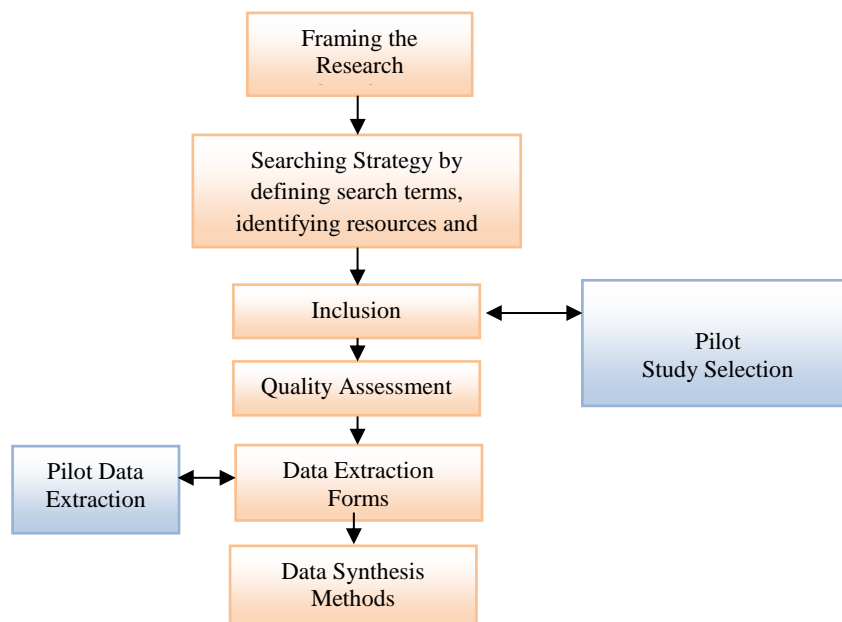 Framing the
Research
Searching Strategy by
defining search terms,
identifying resources and
Inclusion
Pilot
Study Selection
Quality Assessment
Pilot Data
Extraction
Data Extraction
Forms
Data Synthesis
Methods